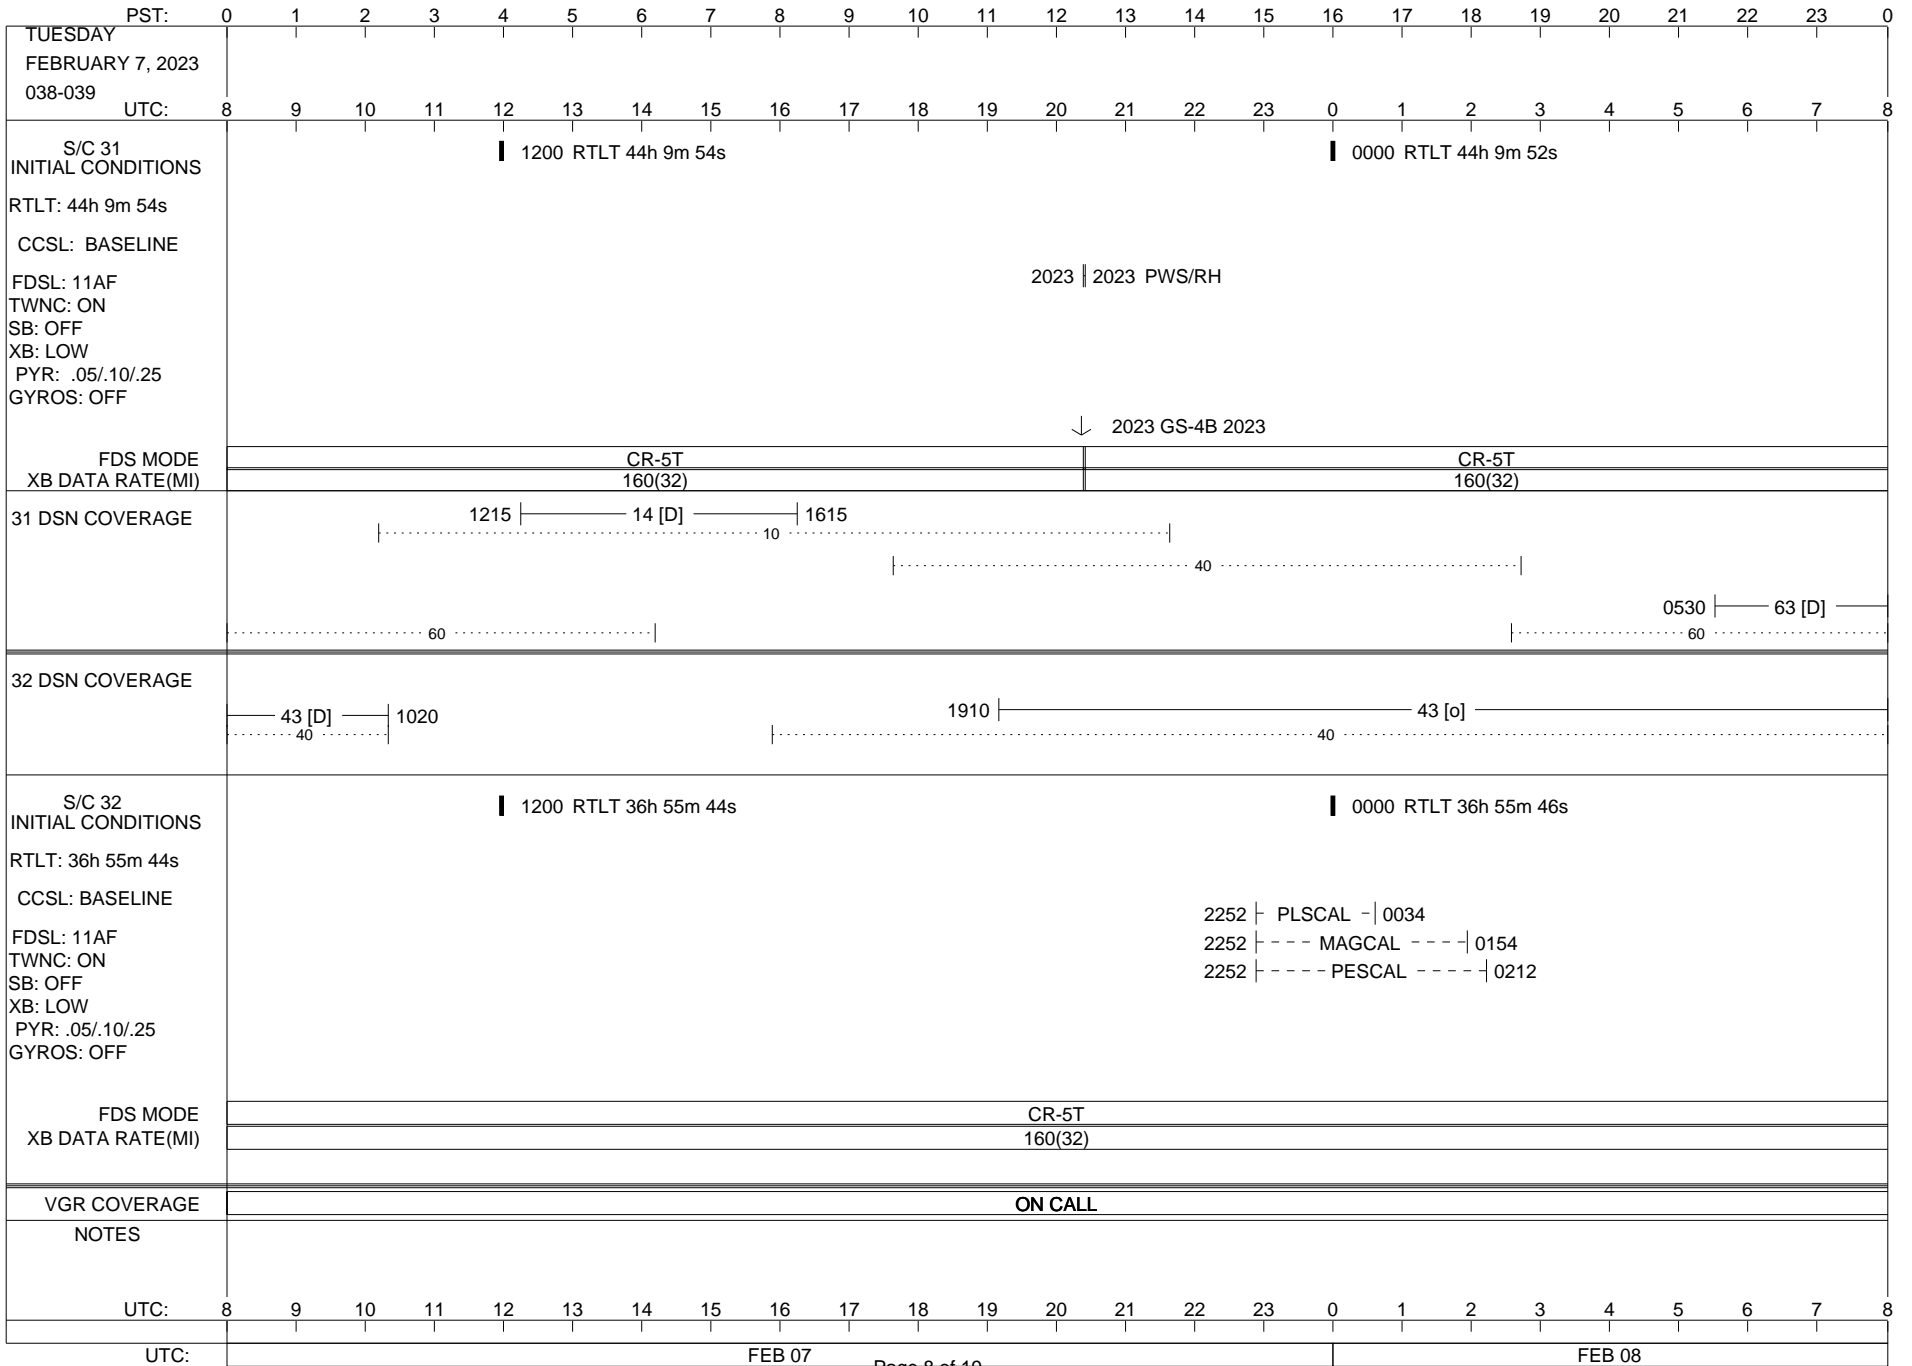 PST: 0 1 2 3 4 5 6 7 8 9 10 11 12 13 14 15 16 17 18 19 20 21 22 23 0
TUESDAY
FEBRUARY 7, 2023
038-039
UTC: 8 9 10 11 12 13 14 15 16 17 18 19 20 21 22 23 0 1 2 3 4 5 6 7 8
S/C 31
INITIAL CONDITIONS
1200 RTLT 44h 9m 54s
0000 RTLT 44h 9m 52s
RTLT: 44h 9m 54s
CCSL: BASELINE
FDSL: 11AF
2023 2023 PWS/RH
TWNC: ON
SB: OFF
XB: LOW
PYR: .05/.10/.25
GYROS: OFF
2023 GS-4B 2023
FDS MODE CR-5T CR-5T
XB DATA RATE(MI) 160(32) 160(32)
31 DSN COVERAGE
1215 14 [D] 1615
10
40
0530 63 [D]
60 60
32 DSN COVERAGE
43 [D] 1020
1910 43 [o]
40 40
S/C 32
INITIAL CONDITIONS
1200 RTLT 36h 55m 44s
0000 RTLT 36h 55m 46s
RTLT: 36h 55m 44s
CCSL: BASELINE
2252 PLSCAL 0034
FDSL: 11AF
2252 MAGCAL 0154
TWNC: ON
2252 PESCAL 0212
SB: OFF
XB: LOW
PYR: .05/.10/.25
GYROS: OFF
FDS MODE CR-5T
XB DATA RATE(MI) 160(32)
VGR COVERAGE ON CALL
NOTES
UTC: 8 9 10 11 12 13 14 15 16 17 18 19 20 21 22 23 0 1 2 3 4 5 6 7 8
UTC: FEB 07 FEB 08
Page 8 of 19